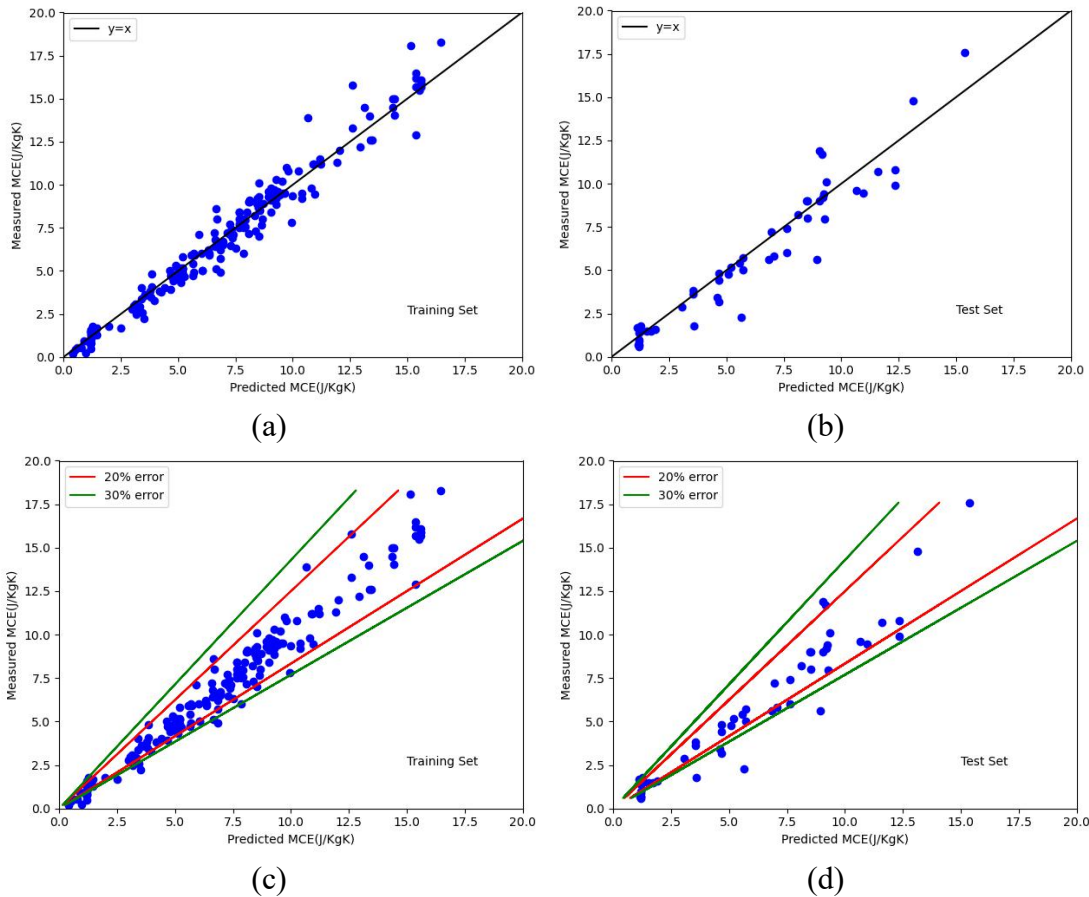 20.0
17.5
15.0
12.5
10.0
7.5
5.0
2.5
0.0
Measured MCE(J/KgK)
y=x
Training Set
0.0 2.5 5.0 7.5 10.0 12.5 15.0 17.5 20.0
Predicted MCE(J/KgK)
(a)
20.0
17.5
15.0
12.5
10.0
7.5
5.0
2.5
0.0
Measured MCE(J/KgK)
y=x
Test Set
0.0 2.5 5.0 7.5 10.0 12.5 15.0 17.5 20.0
Predicted MCE(J/KgK)
(b)
20.0
17.5
15.0
12.5
10.0
7.5
5.0
2.5
0.0
Measured MCE(J/KgK)
20% error
30% error
Training Set
0.0 2.5 5.0 7.5 10.0 12.5 15.0 17.5 20.0
Predicted MCE(J/KgK)
(c)
20.0
17.5
15.0
12.5
10.0
7.5
5.0
2.5
0.0
Measured MCE(J/KgK)
20% error
30% error
Test Set
0.0 2.5 5.0 7.5 10.0 12.5 15.0 17.5 20.0
Predicted MCE(J/KgK)
(d)